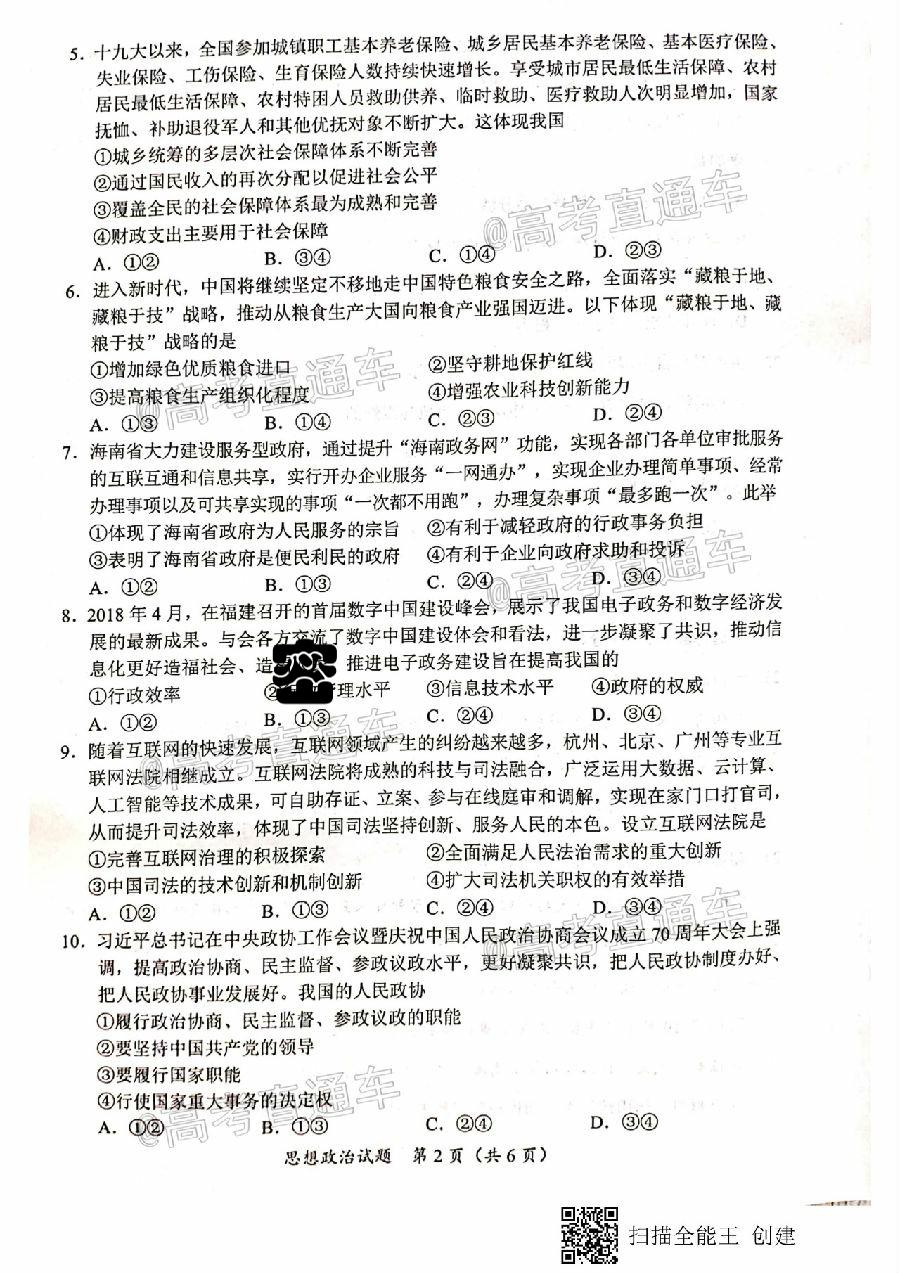 5．十九大以来，全国参加城镇职工基本养老保险、城乡居民基本养老保险、基本医疗保险、
失业保险、工伤保险、生育保险人数持续快速增长。享受城市居民最低生活保障、农村
居民最低生活保障、农村特困人员救助供养、临时救助、医疗救助人次明显增加，国家
抚恤、补助退役军人和其他优抚对象不断扩大。这体现我国
①城乡统筹的多层次社会保障体系不断完善
②通过国民收入的再次分配以促进社会公平
③覆盖全民的社会保障体系最为成熟和完善
④财政支出主要用于社会保障
A．①② B．③④ C．①④ D．②③
6．进入新时代，中国将继续坚定不移地走中国特色粮食安全之路，全面落实“藏粮于地、
藏粮于技”战略，推动从粮食生产大国向粮食产业强国迈进。以下体现“藏粮于地、藏
粮于技”战略的是
①增加绿色优质粮食进口 ②坚守耕地保护红线
③提高粮食生产组织化程度 ④增强农业科技创新能力
A．①③ B．①④ C．②③ D．②④
7．海南省大力建设服务型政府，通过提升“海南政务网”功能，实现各部门各单位审批服务
的互联互通和信息共享，实行开办企业服务“一网通办”，实现企业办理简单事项、经常
办理事项以及可共享实现的事项“一次都不用跑”，办理复杂事项“最多跑一次”。此举
①体现了海南省政府为人民服务的宗旨 ②有利于减轻政府的行政事务负担
③表明了海南省政府是便民利民的政府 ④有利于企业向政府求助和投诉
A．①② B．①③ C．②④ D．③④
8．2018年4月，在福建召开的首届数字中国建设峰会，展示了我国电子政务和数字经济发
展的最新成果。与会各方交流了数字中国建设体会和看法，进一步凝聚了共识，推动信
息化更好造福社会、造 推进电子政务建设旨在提高我国的
①行政效率 ② 管理水平 ③信息技术水平 ④政府的权威
A．①② B．①③ C．②④ D．③④
9．随着互联网的快速发展，互联网领域产生的纠纷越来越多，杭州、北京、广州等专业互
联网法院相继成立。互联网法院将成熟的科技与司法融合，广泛运用大数据、云计算、
人工智能等技术成果，可自助存证、立案、参与在线庭审和调解，实现在家门口打官司，
从而提升司法效率，体现了中国司法坚持创新、服务人民的本色。设立互联网法院是
①完善互联网治理的积极探索 ②全面满足人民法治需求的重大创新
③中国司法的技术创新和机制创新 ④扩大司法机关职权的有效举措
A．①② B．①③ C．②④ D．③④
10．习近平总书记在中央政协工作会议暨庆祝中国人民政治协商会议成立70周年大会上强
调，提高政治协商、民主监督、参政议政水平，更好凝聚共识，把人民政协制度办好、
把人民政协事业发展好。我国的人民政协
①履行政治协商、民主监督、参政议政的职能
②要坚持中国共产党的领导
③要履行国家职能
④行使国家重大事务的决定权
A．①② B．①③ C．②④ D．③④
思想政治试题 第2页（共6页）
@高考直通车
@高考直通车
@高考直通车
@高考直通车
@高考直通车
@高考直通车
扫描全能王 创建